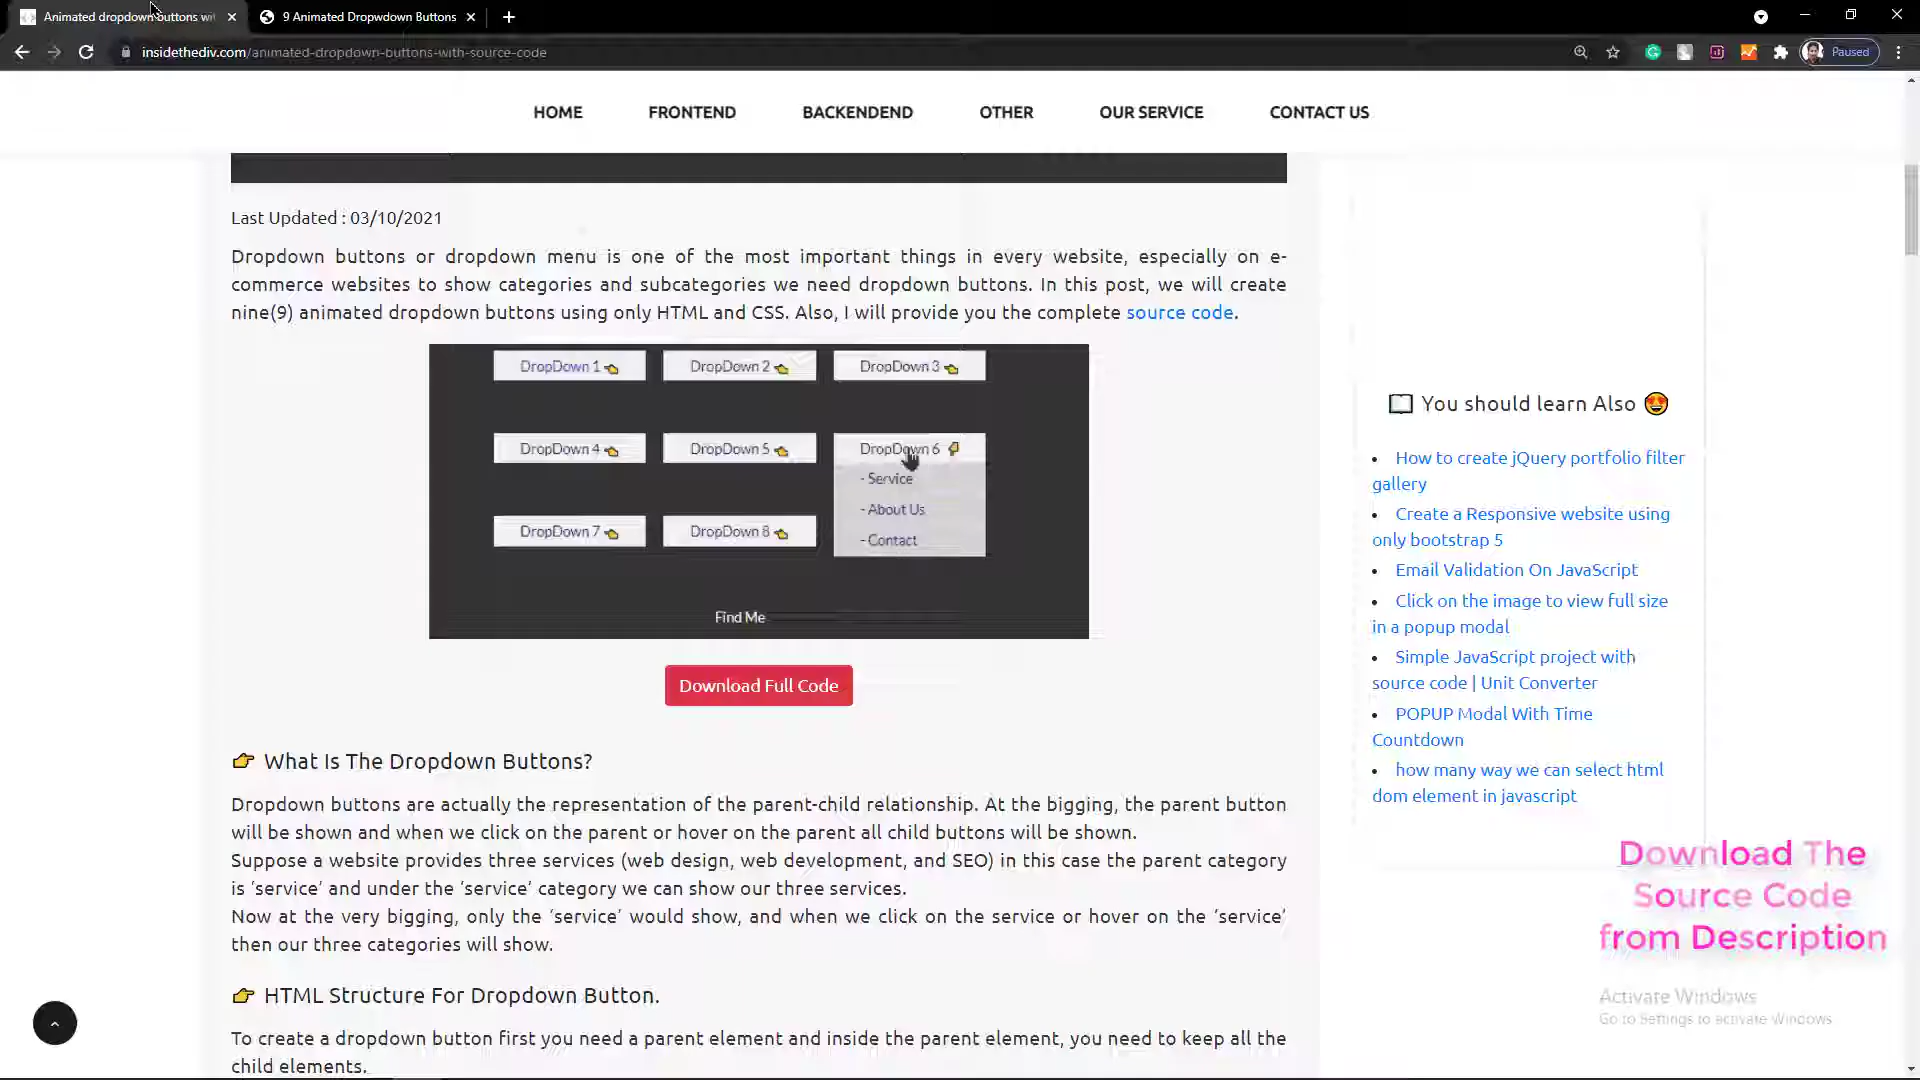 Animated dropdown buttons wi
9 Animated Dropwdown Buttons
insidethediv.com/animated-dropdown-buttons-with-source-code
Paused
HOME
FRONTEND
BACKENDEND
OTHER
OUR SERVICE
CONTACT US
Last Updated : 03/10/2021
Dropdown buttons or dropdown menu is one of the most important things in every website, especially on e-
commerce websites to show categories and subcategories we need dropdown buttons. In this post, we will create
nine(9) animated dropdown buttons using only HTML and CSS. Also, I will provide you the complete source code.
DropDown 1
DropDown 2
DropDown 3
DropDown 4
DropDown 5
DropDown 6
- Service
- About Us
- Contact
DropDown 7
DropDown 8
Find Me
Download Full Code
What Is The Dropdown Buttons?
Dropdown buttons are actually the representation of the parent-child relationship. At the bigging, the parent button
will be shown and when we click on the parent or hover on the parent all child buttons will be shown.
Suppose a website provides three services (web design, web development, and SEO) in this case the parent category
is ‘service’ and under the ‘service’ category we can show our three services.
Now at the very bigging, only the ‘service’ would show, and when we click on the service or hover on the ‘service’
then our three categories will show.
HTML Structure For Dropdown Button.
To create a dropdown button first you need a parent element and inside the parent element, you need to keep all the
child elements.
You should learn Also
How to create jQuery portfolio filter
gallery
Create a Responsive website using
only bootstrap 5
Email Validation On JavaScript
Click on the image to view full size
in a popup modal
Simple JavaScript project with
source code | Unit Converter
POPUP Modal With Time
Countdown
how many way we can select html
dom element in javascript
Download The
Source Code
from Description
Activate Windows
Go to Settings to activate Windows.